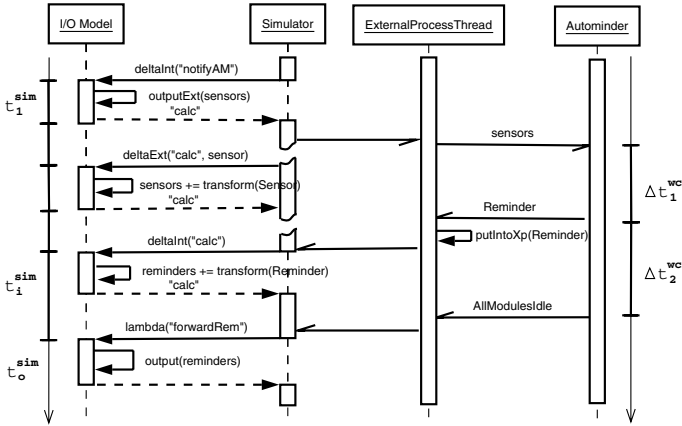 I/O Model
Simulator
ExternalProcessThread
Autominder
deltaInt("notifyAM")
t₁ˢⁱᵐ
outputExt(sensors)
"calc"
sensors
deltaExt("calc", sensor)
sensors += transform(Sensor)
"calc"
Δt₁ʷᶜ
Reminder
putIntoXp(Reminder)
deltaInt("calc")
tᵢˢⁱᵐ
reminders += transform(Reminder)
"calc"
Δt₂ʷᶜ
AllModulesIdle
lambda("forwardRem")
output(reminders)
tₒˢⁱᵐ